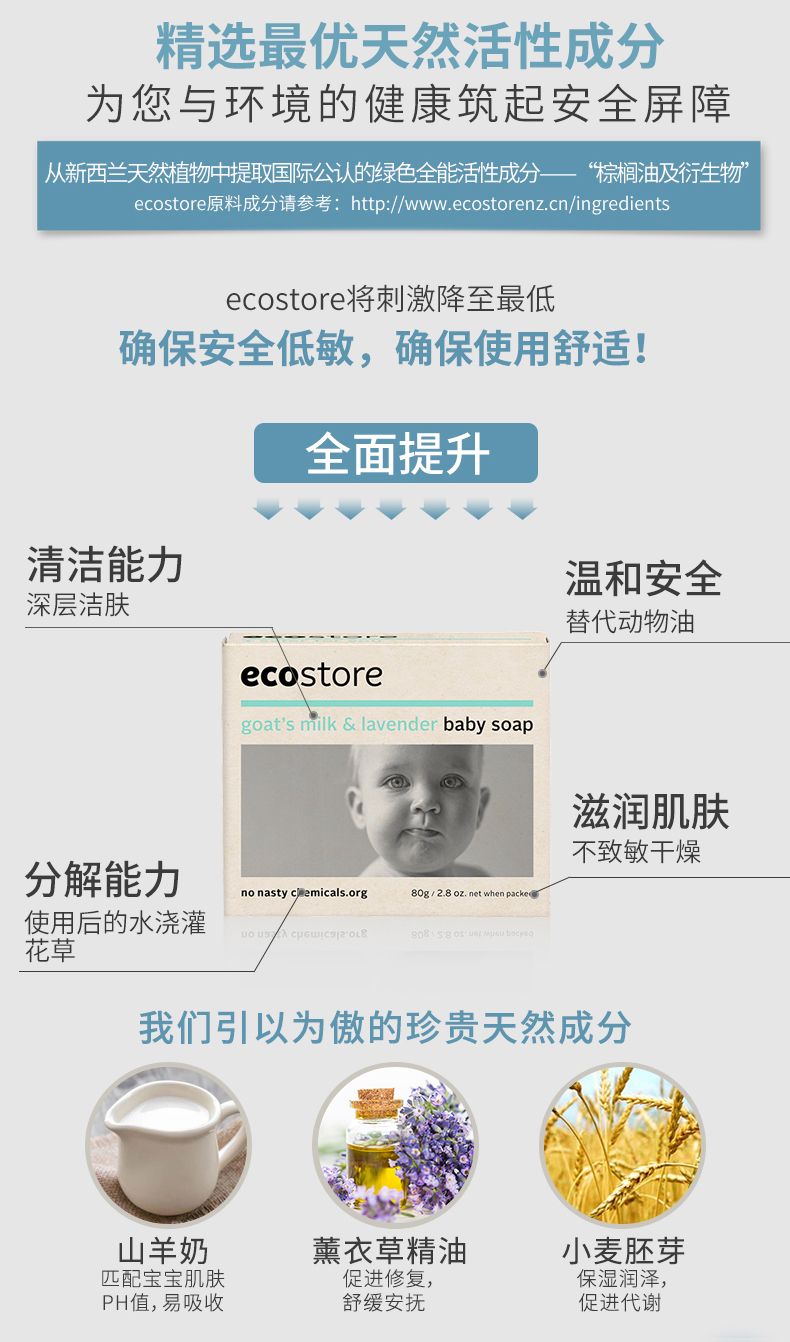 精选最优天然活性成分
为您与环境的健康筑起安全屏障
从新西兰天然植物中提取国际公认的绿色全能活性成分——“棕榈油及衍生物”
ecostore原料成分请参考：http://www.ecostorenz.cn/ingredients
ecostore将刺激降至最低
确保安全低敏，确保使用舒适！
全面提升
清洁能力
深层洁肤
温和安全
替代动物油
ecostore
ecostore
goat's milk & lavender baby soap
滋润肌肤
不致敏干燥
分解能力
使用后的水浇灌
花草
no nasty chemicals.org
80g / 2.8 oz. net when packed
我们引以为傲的珍贵天然成分
山羊奶
匹配宝宝肌肤
PH值，易吸收
薰衣草精油
促进修复，
舒缓安抚
小麦胚芽
保湿润泽，
促进代谢